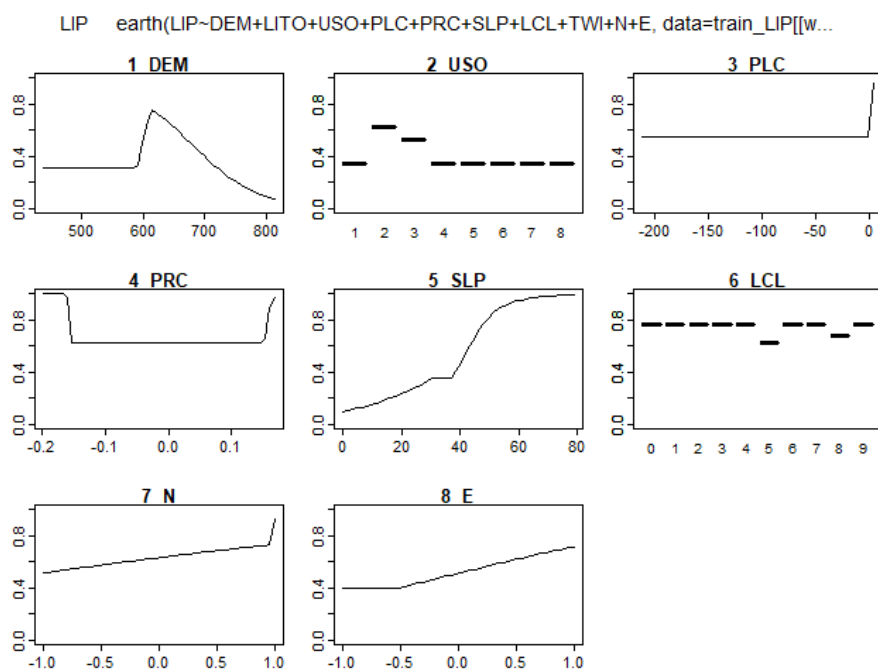 LIP earth(LIP~DEM+LITO+USO+PLC+PRC+SLP+LCL+TWI+N+E, data=train_LIP[[w...
1 DEM
0.0 0.4 0.8
500 600 700 800
2 USO
0.0 0.4 0.8
1 2 3 4 5 6 7 8
3 PLC
0.0 0.4 0.8
-200 -150 -100 -50 0
4 PRC
0.0 0.4 0.8
-0.2 -0.1 0.0 0.1
5 SLP
0.0 0.4 0.8
0 20 40 60 80
6 LCL
0.0 0.4 0.8
0 1 2 3 4 5 6 7 8 9
7 N
0.0 0.4 0.8
-1.0 -0.5 0.0 0.5 1.0
8 E
0.0 0.4 0.8
-1.0 -0.5 0.0 0.5 1.0